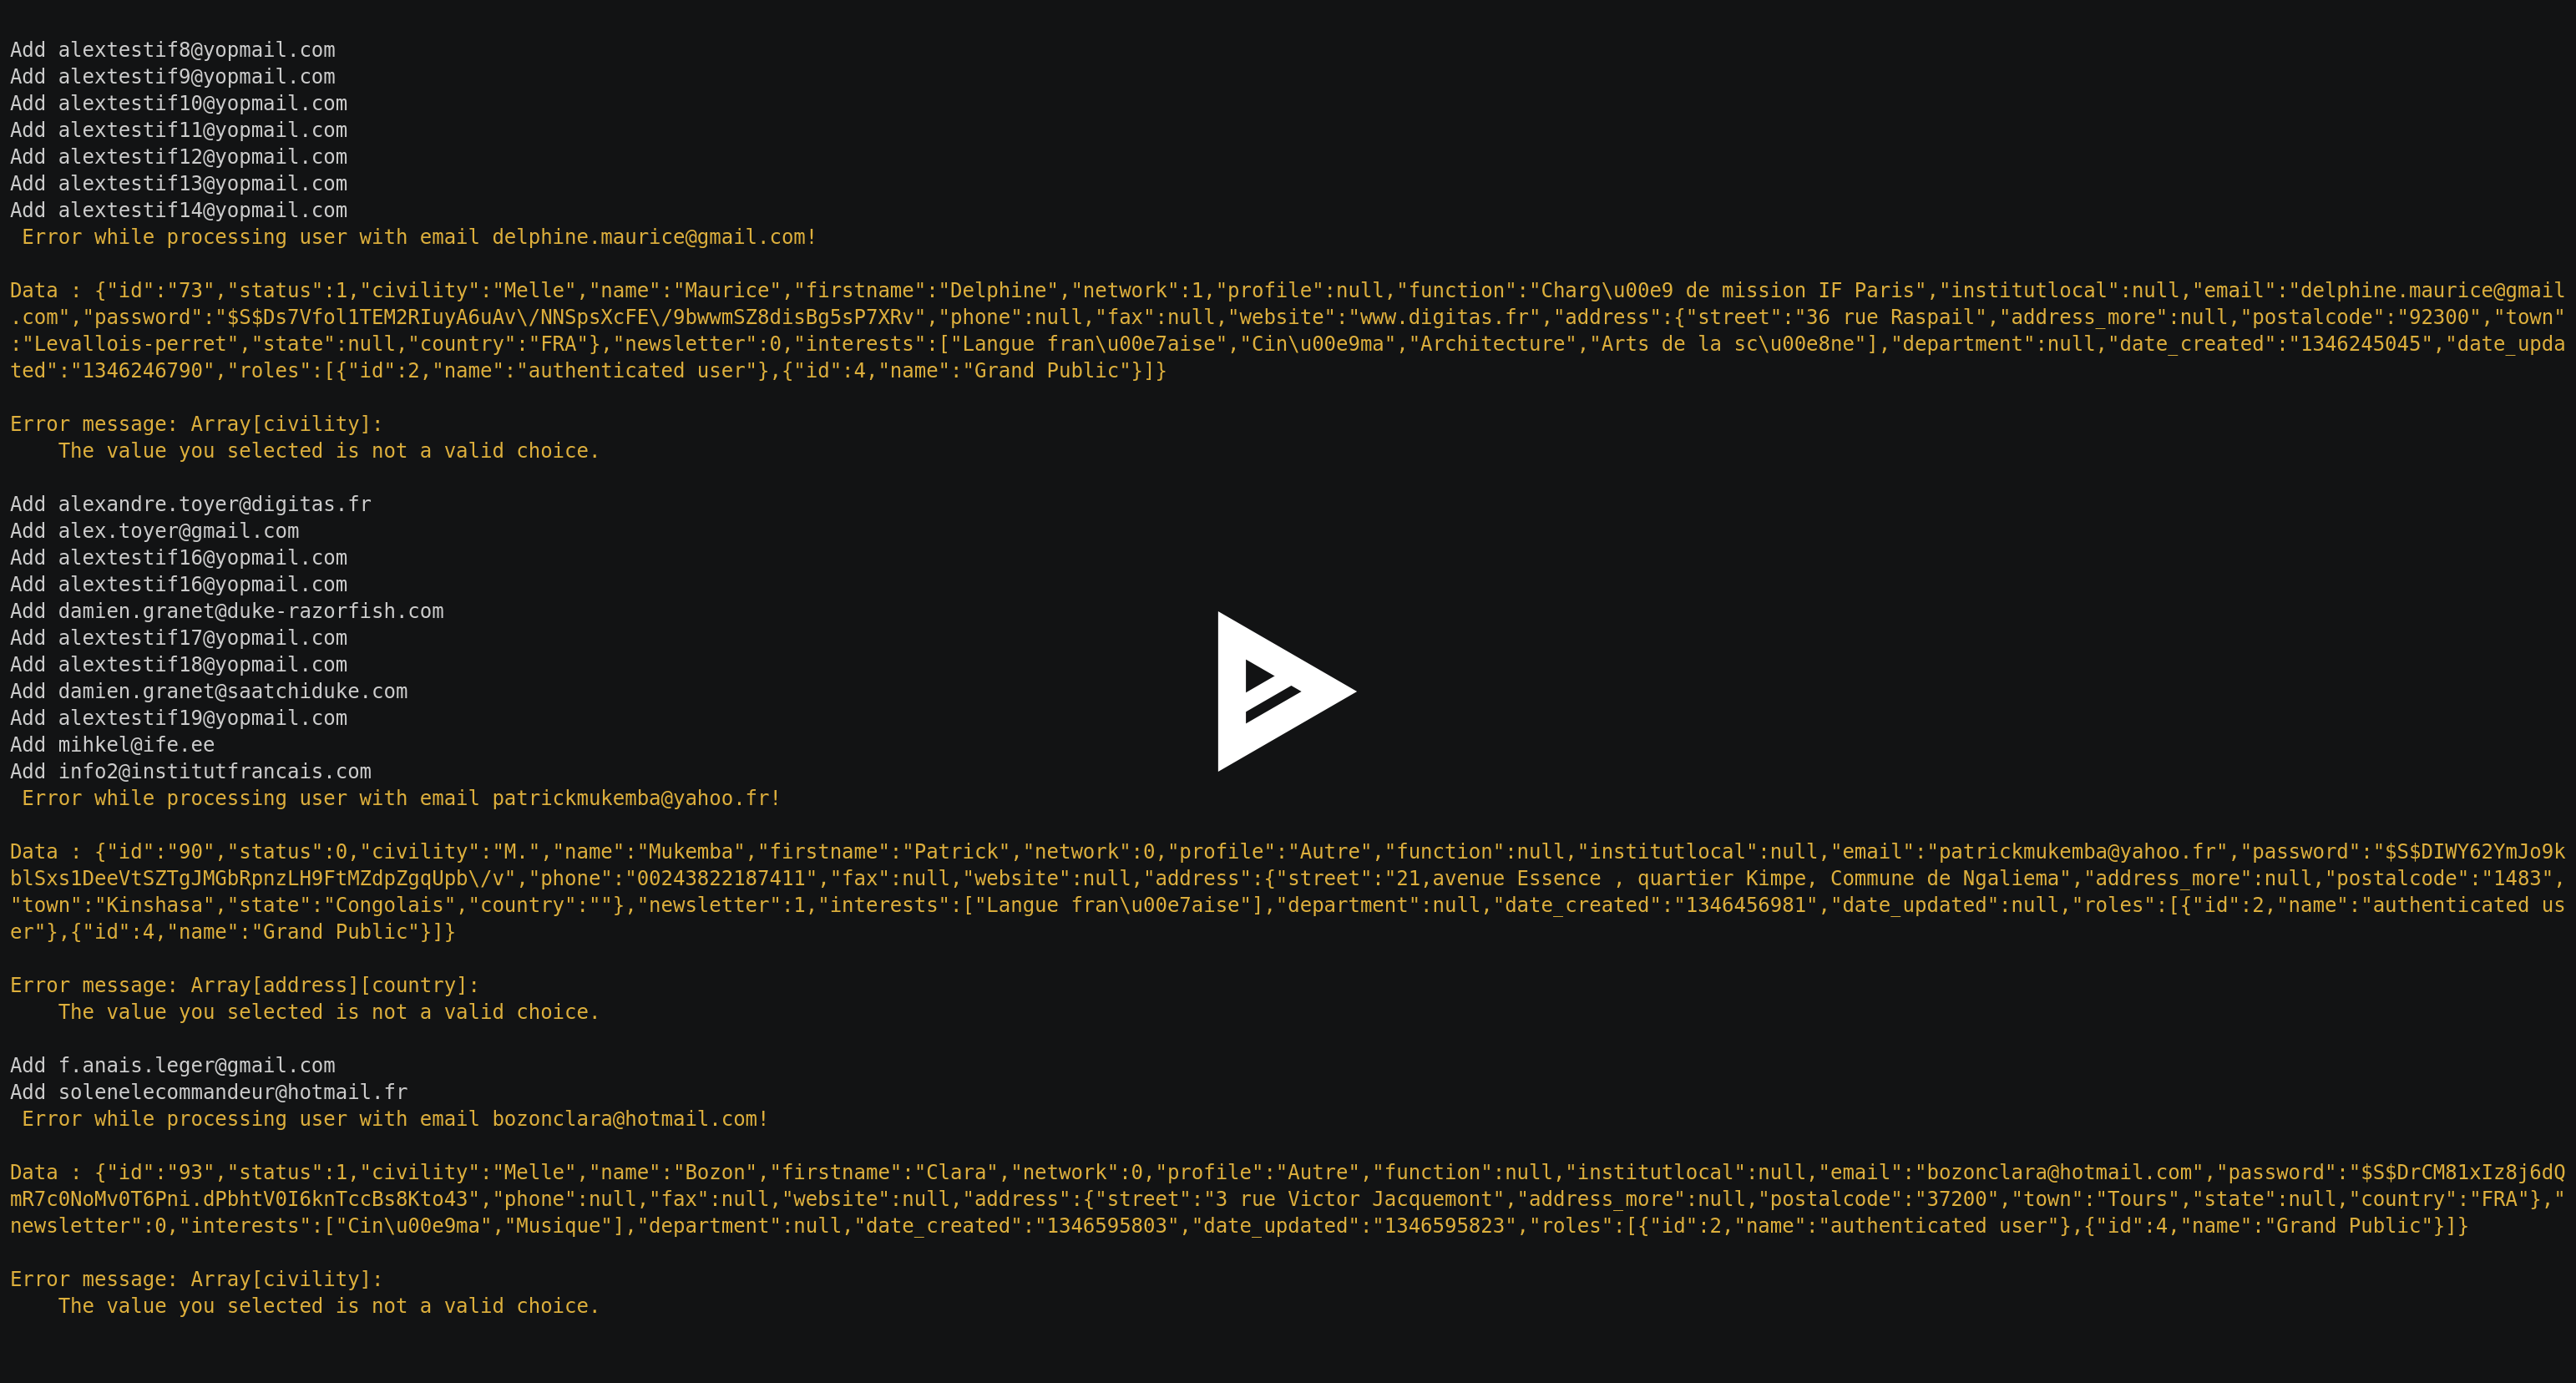 Add alextestif8@yopmail.com
Add alextestif9@yopmail.com
Add alextestif10@yopmail.com
Add alextestif11@yopmail.com
Add alextestif12@yopmail.com
Add alextestif13@yopmail.com
Add alextestif14@yopmail.com
 Error while processing user with email delphine.maurice@gmail.com!
Data : {"id":"73","status":1,"civility":"Melle","name":"Maurice","firstname":"Delphine","network":1,"profile":null,"function":"Charg\u00e9 de mission IF Paris","institutlocal":null,"email":"delphine.maurice@gmail
.com","password":"$S$Ds7Vfol1TEM2RIuyA6uAv\/NNSpsXcFE\/9bwwmSZ8disBg5sP7XRv","phone":null,"fax":null,"website":"www.digitas.fr","address":{"street":"36 rue Raspail","address_more":null,"postalcode":"92300","town"
:"Levallois-perret","state":null,"country":"FRA"},"newsletter":0,"interests":["Langue fran\u00e7aise","Cin\u00e9ma","Architecture","Arts de la sc\u00e8ne"],"department":null,"date_created":"1346245045","date_upda
ted":"1346246790","roles":[{"id":2,"name":"authenticated user"},{"id":4,"name":"Grand Public"}]}
Error message: Array[civility]:
    The value you selected is not a valid choice.
Add alexandre.toyer@digitas.fr
Add alex.toyer@gmail.com
Add alextestif16@yopmail.com
Add alextestif16@yopmail.com
Add damien.granet@duke-razorfish.com
Add alextestif17@yopmail.com
Add alextestif18@yopmail.com
Add damien.granet@saatchiduke.com
Add alextestif19@yopmail.com
Add mihkel@ife.ee
Add info2@institutfrancais.com
 Error while processing user with email patrickmukemba@yahoo.fr!
Data : {"id":"90","status":0,"civility":"M.","name":"Mukemba","firstname":"Patrick","network":0,"profile":"Autre","function":null,"institutlocal":null,"email":"patrickmukemba@yahoo.fr","password":"$S$DIWY62YmJo9k
blSxs1DeeVtSZTgJMGbRpnzLH9FtMZdpZgqUpb\/v","phone":"00243822187411","fax":null,"website":null,"address":{"street":"21,avenue Essence , quartier Kimpe, Commune de Ngaliema","address_more":null,"postalcode":"1483",
"town":"Kinshasa","state":"Congolais","country":""},"newsletter":1,"interests":["Langue fran\u00e7aise"],"department":null,"date_created":"1346456981","date_updated":null,"roles":[{"id":2,"name":"authenticated us
er"},{"id":4,"name":"Grand Public"}]}
Error message: Array[address][country]:
    The value you selected is not a valid choice.
Add f.anais.leger@gmail.com
Add solenelecommandeur@hotmail.fr
 Error while processing user with email bozonclara@hotmail.com!
Data : {"id":"93","status":1,"civility":"Melle","name":"Bozon","firstname":"Clara","network":0,"profile":"Autre","function":null,"institutlocal":null,"email":"bozonclara@hotmail.com","password":"$S$DrCM81xIz8j6dQ
mR7c0NoMv0T6Pni.dPbhtV0I6knTccBs8Kto43","phone":null,"fax":null,"website":null,"address":{"street":"3 rue Victor Jacquemont","address_more":null,"postalcode":"37200","town":"Tours","state":null,"country":"FRA"},"
newsletter":0,"interests":["Cin\u00e9ma","Musique"],"department":null,"date_created":"1346595803","date_updated":"1346595823","roles":[{"id":2,"name":"authenticated user"},{"id":4,"name":"Grand Public"}]}
Error message: Array[civility]:
    The value you selected is not a valid choice.